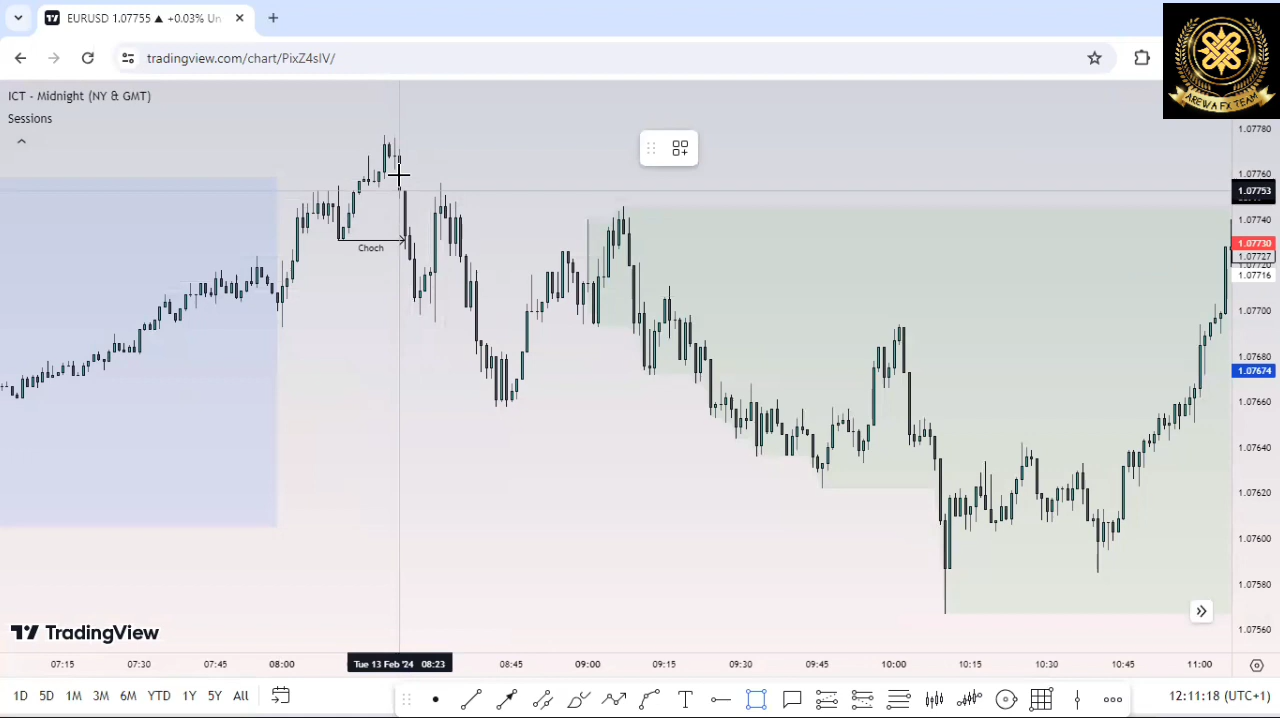 EURUSD 1.07755 ▲ +0.03% Un
tradingview.com/chart/PixZ4slV/
AREWA FX TEAM
ICT - Midnight (NY & GMT)
Sessions
Choch
1.07780
1.07760
1.07753
1.07740
1.07730
1.07727
1.07720
1.07716
1.07700
1.07680
1.07674
1.07660
1.07640
1.07620
1.07600
1.07580
1.07560
TradingView
07:15 07:30 07:45 08:00 Tue 13 Feb '24 08:23 08:45 09:00 09:15 09:30 09:45 10:00 10:15 10:30 10:45 11:00
1D 5D 1M 3M 6M YTD 1Y 5Y All
12:11:18 (UTC+1)